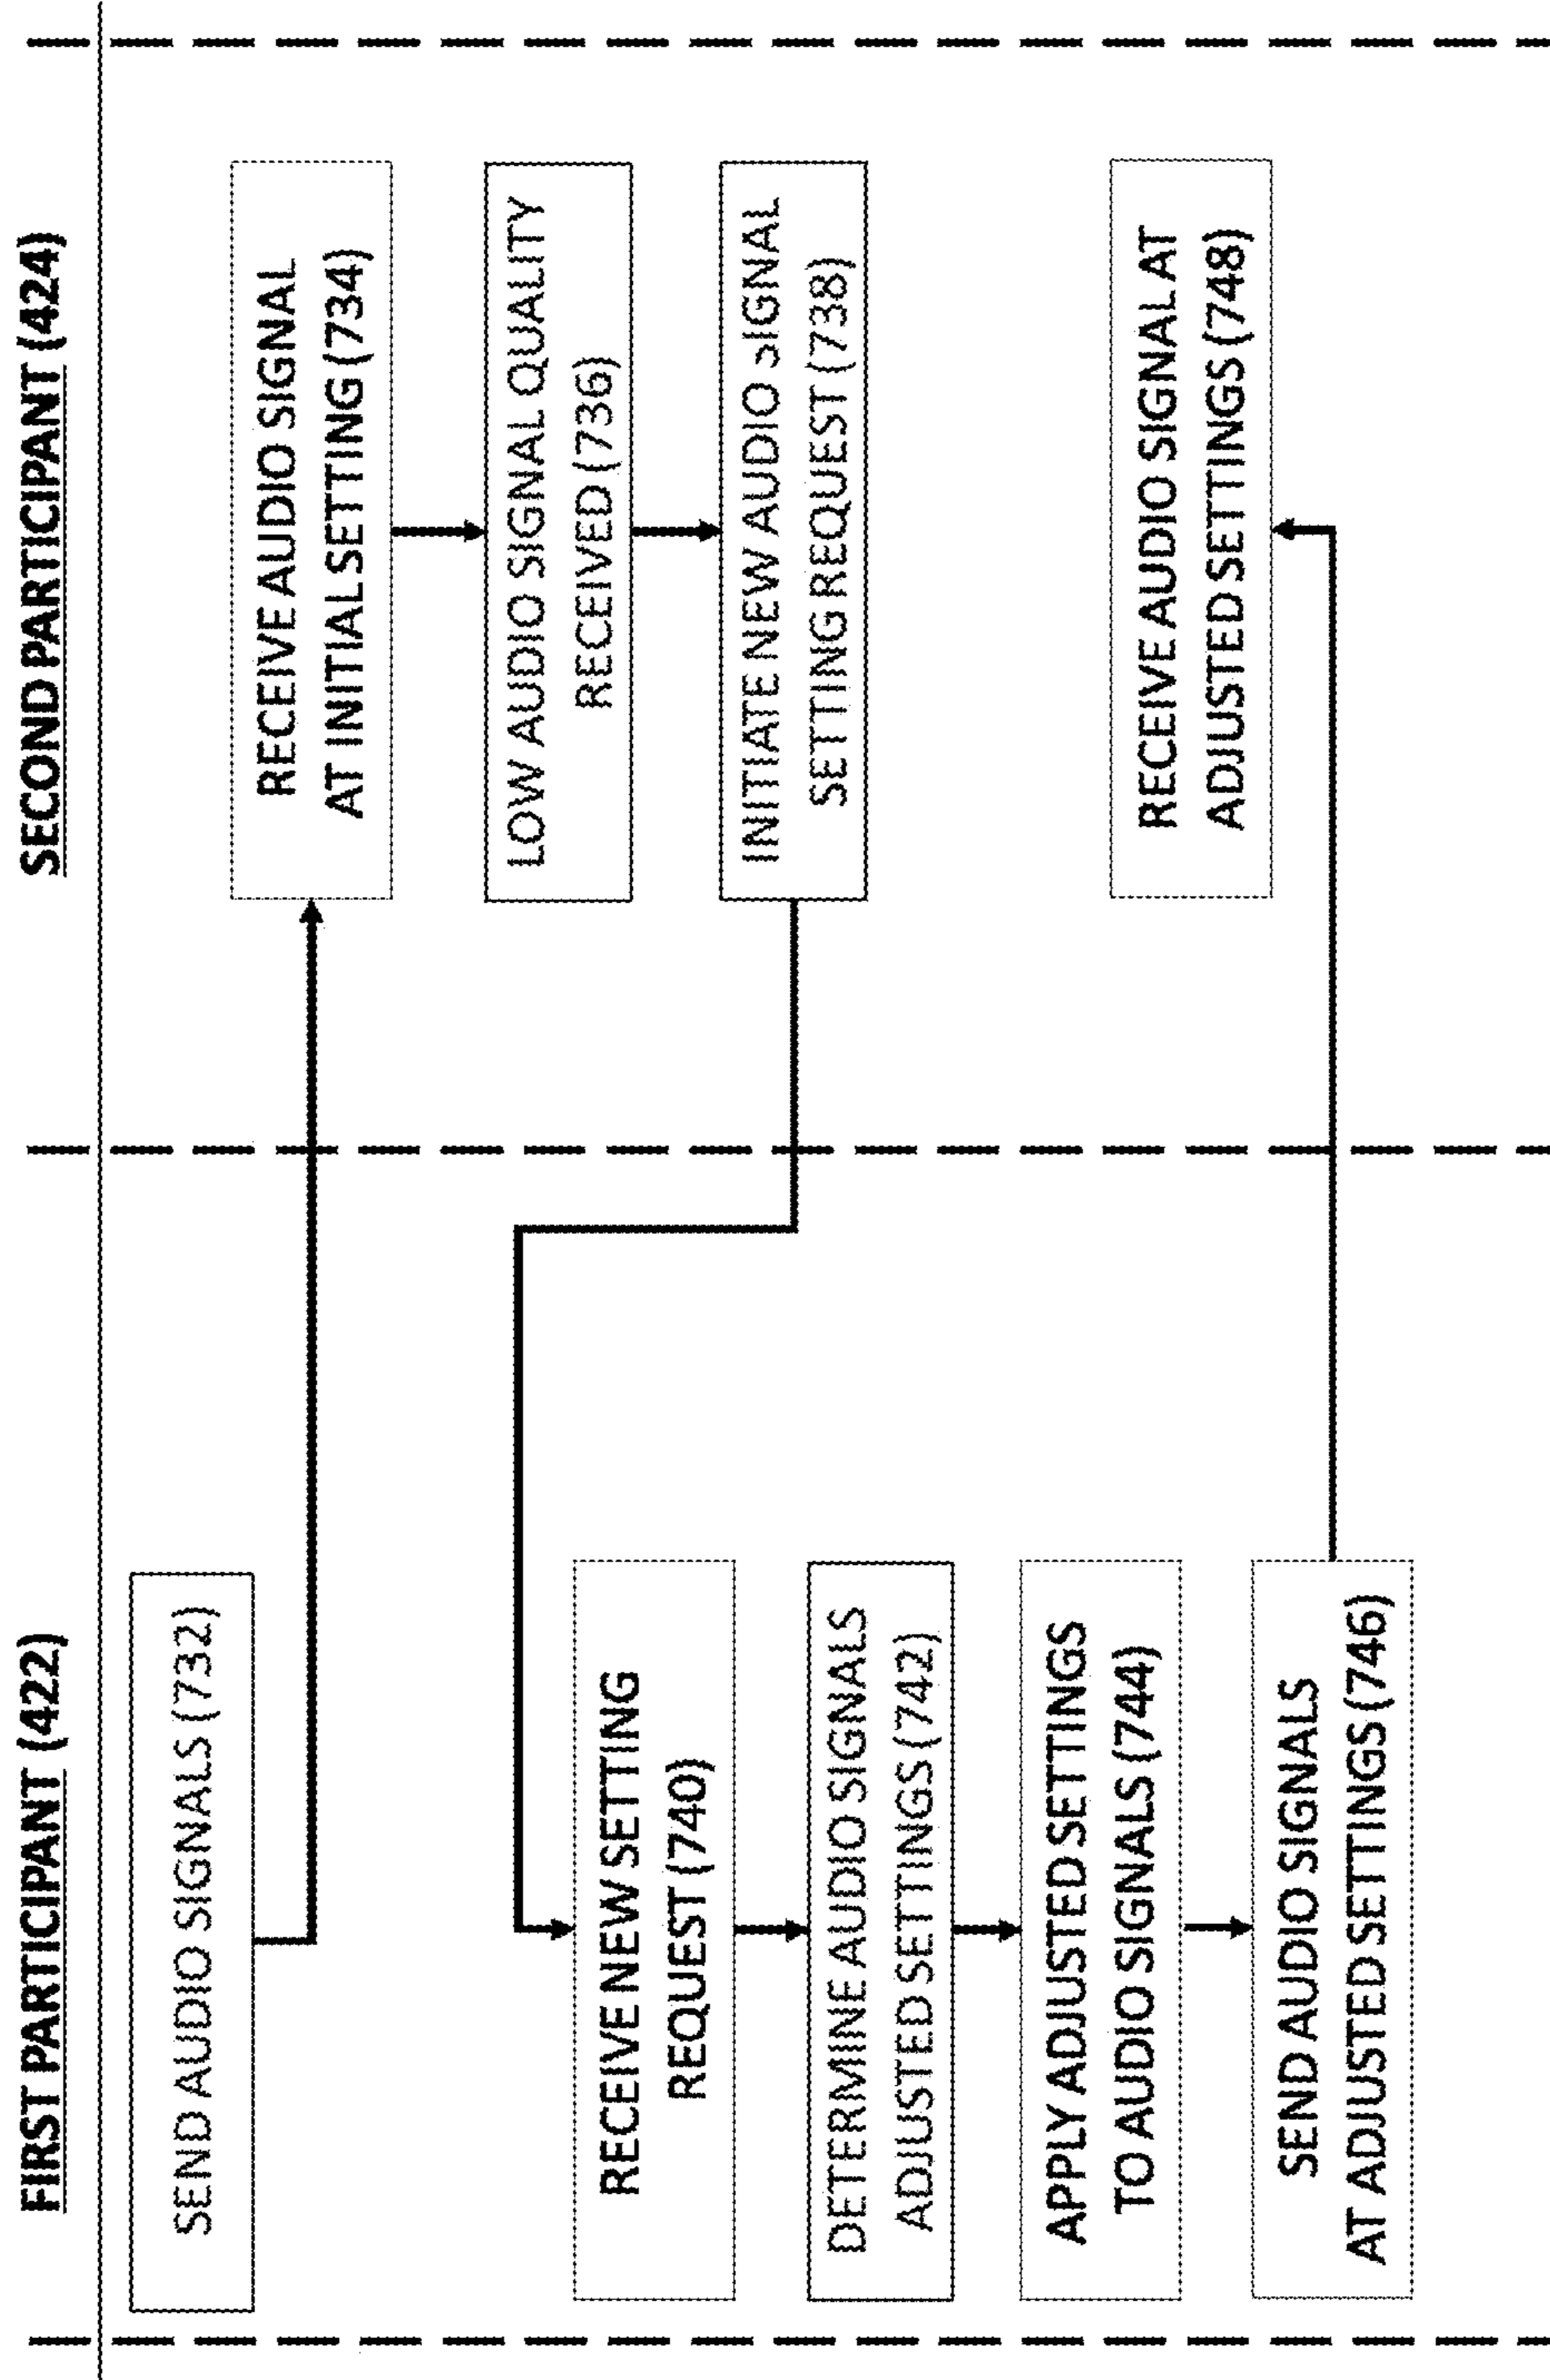 FIRST PARTICIPANT (422)
SECOND PARTICIPANT (424)
SEND AUDIO SIGNALS (732)
RECEIVE AUDIO SIGNAL
AT INITIAL SETTING (734)
LOW AUDIO SIGNAL QUALITY
RECEIVED (736)
INITIATE NEW AUDIO SIGNAL
SETTING REQUEST (738)
RECEIVE NEW SETTING
REQUEST (740)
DETERMINE AUDIO SIGNALS
ADJUSTED SETTINGS (742)
APPLY ADJUSTED SETTINGS
TO AUDIO SIGNALS (744)
SEND AUDIO SIGNALS
AT ADJUSTED SETTINGS (746)
RECEIVE AUDIO SIGNAL AT
ADJUSTED SETTINGS (748)